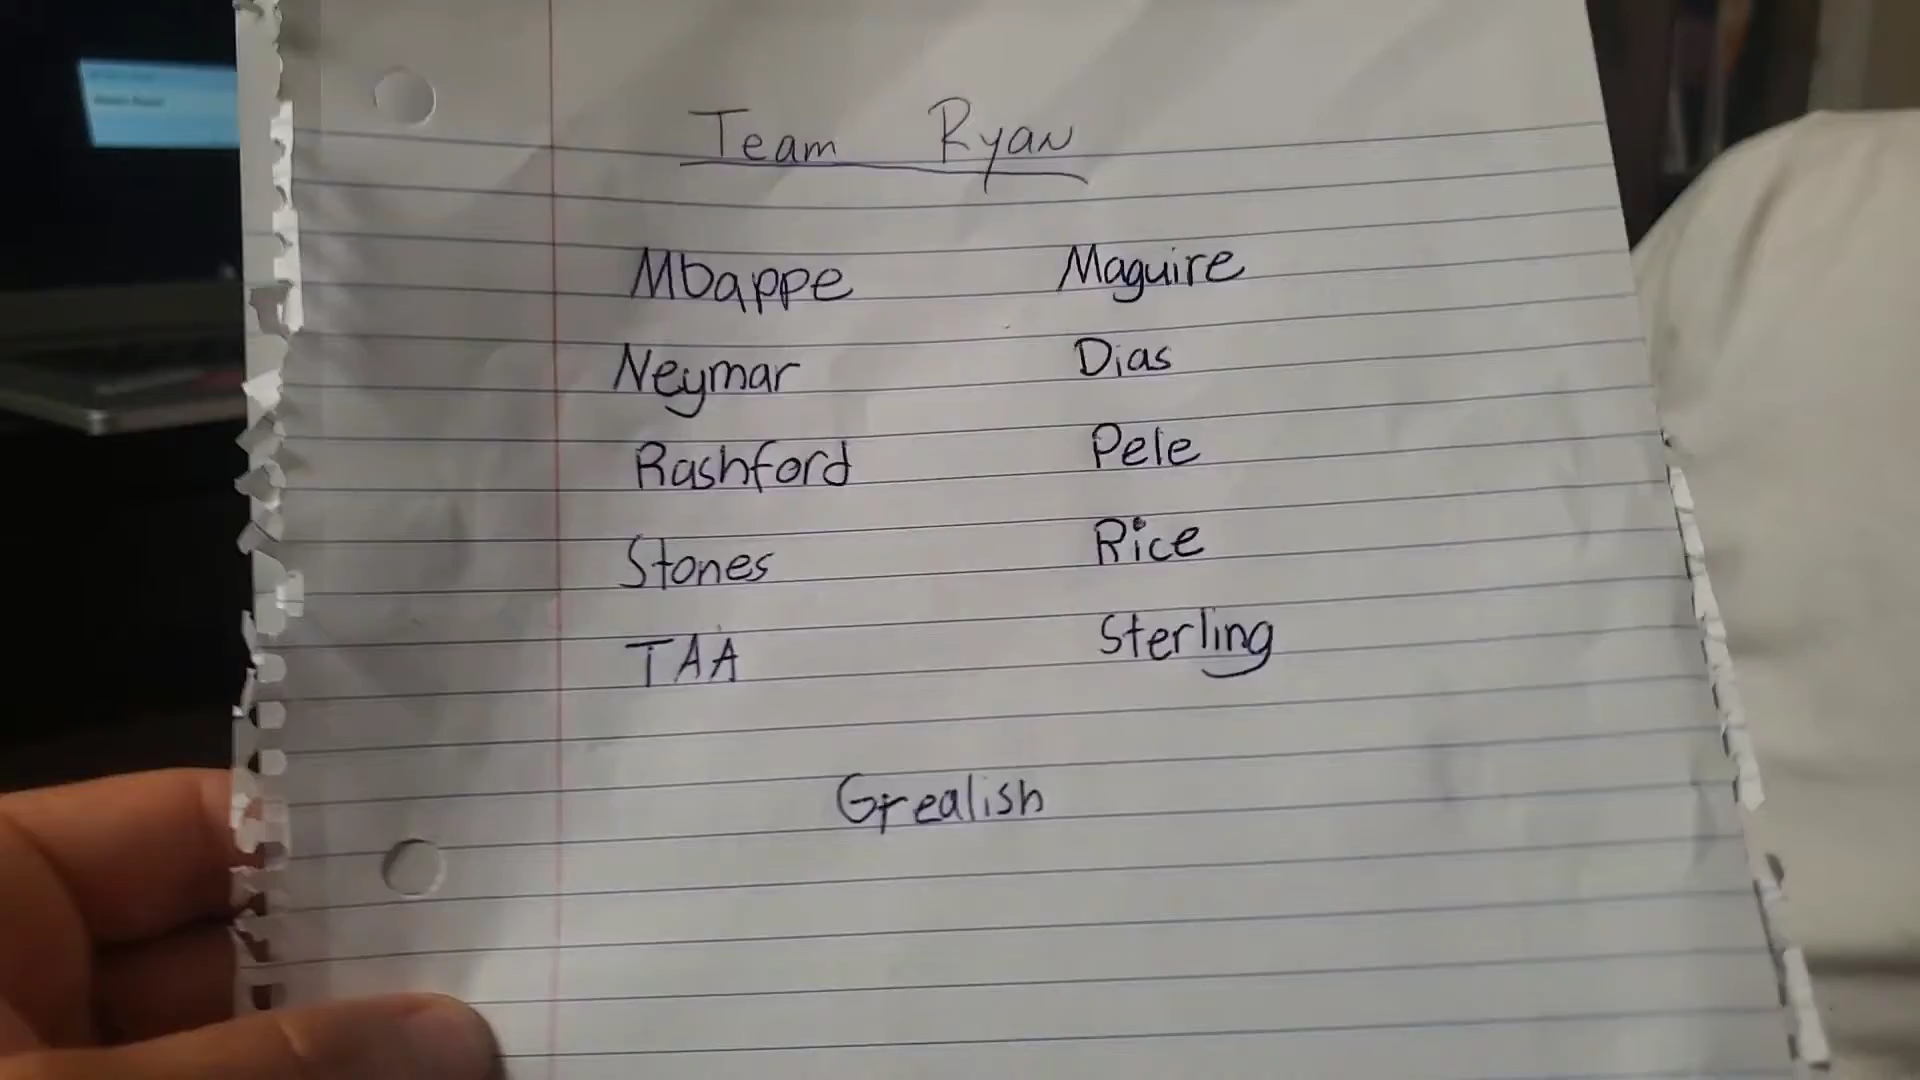 Team Ryan
Mbappe Maguire
Neymar Dias
Rashford Pele
Stones Rice
TAA Sterling
Grealish